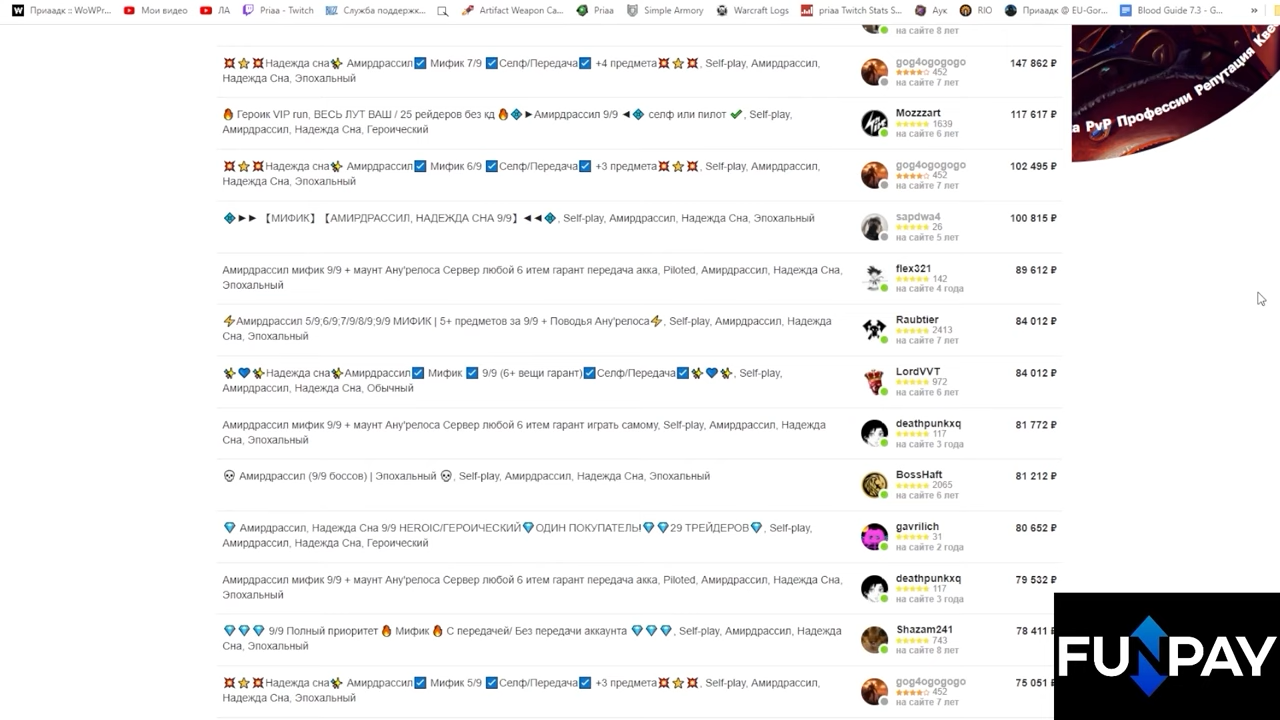 Приаадк :: WoWPr... Мои видео ЛА Priaa - Twitch Служба поддержк... Artifact Weapon Ca... Priaa Simple Armory Warcraft Logs priaa Twitch Stats S... Аук RIO Приаадк @ EU-Gor... Blood Guide 7.3 - G... »
на сайте 8 лет
💥⭐💥Надежда сна✨ Амирдрассил☑️ Мифик 7/9 ☑️Селф/Передача☑️ +4 предмета💥⭐💥, Self-play, Амирдрассил,
Надежда Сна, Эпохальный
gog4ogogogo
452
на сайте 7 лет
147 862 ₽
🔥 Героик VIP run, ВЕСЬ ЛУТ ВАШ / 25 рейдеров без кд 🔥💠►Амирдрассил 9/9 ◄💠 селф или пилот ✔, Self-play,
Амирдрассил, Надежда Сна, Героический
Mozzzart
1639
на сайте 6 лет
117 617 ₽
💥⭐💥Надежда сна✨ Амирдрассил☑️ Мифик 6/9 ☑️Селф/Передача☑️ +3 предмета💥⭐💥, Self-play, Амирдрассил,
Надежда Сна, Эпохальный
gog4ogogogo
452
на сайте 7 лет
102 495 ₽
💠►►【МИФИК】【АМИРДРАССИЛ, НАДЕЖДА СНА 9/9】◄◄💠, Self-play, Амирдрассил, Надежда Сна, Эпохальный
sapdwa4
26
на сайте 5 лет
100 815 ₽
Амирдрассил мифик 9/9 + маунт Ану'релоса Сервер любой 6 итем гарант передача акка, Piloted, Амирдрассил, Надежда Сна,
Эпохальный
flex321
142
на сайте 4 года
89 612 ₽
⚡Амирдрассил 5/9;6/9;7/9/8/9;9/9 МИФИК | 5+ предметов за 9/9 + Поводья Ану'релоса⚡, Self-play, Амирдрассил, Надежда
Сна, Эпохальный
Raubtier
2413
на сайте 7 лет
84 012 ₽
✨💙✨Надежда сна✨Амирдрассил☑️ Мифик ☑️ 9/9 (6+ вещи гарант)☑️Селф/Передача☑️✨💙✨, Self-play,
Амирдрассил, Надежда Сна, Обычный
LordVVT
972
на сайте 6 лет
84 012 ₽
Амирдрассил мифик 9/9 + маунт Ану'релоса Сервер любой 6 итем гарант играть самому, Self-play, Амирдрассил, Надежда
Сна, Эпохальный
deathpunkxq
117
на сайте 3 года
81 772 ₽
💀 Амирдрассил (9/9 боссов) | Эпохальный 💀, Self-play, Амирдрассил, Надежда Сна, Эпохальный
BossHaft
2065
на сайте 6 лет
81 212 ₽
💎 Амирдрассил, Надежда Сна 9/9 HEROIC/ГЕРОИЧЕСКИЙ💎ОДИН ПОКУПАТЕЛЬ!💎 💎29 ТРЕЙДЕРОВ💎, Self-play,
Амирдрассил, Надежда Сна, Героический
gavrilich
31
на сайте 2 года
80 652 ₽
Амирдрассил мифик 9/9 + маунт Ану'релоса Сервер любой 6 итем гарант передача акка, Piloted, Амирдрассил, Надежда Сна,
Эпохальный
deathpunkxq
117
на сайте 3 года
79 532 ₽
💎💎💎 9/9 Полный приоритет 🔥 Мифик 🔥 С передачей/ Без передачи аккаунта 💎💎💎, Self-play, Амирдрассил, Надежда
Сна, Эпохальный
Shazam241
743
на сайте 8 лет
78 411 ₽
💥⭐💥Надежда сна✨ Амирдрассил☑️ Мифик 5/9 ☑️Селф/Передача☑️ +3 предмета💥⭐💥, Self-play, Амирдрассил,
Надежда Сна, Эпохальный
gog4ogogogo
452
на сайте 7 лет
75 051 ₽
а PvP Профессии Репутация Кве
FUNPAY